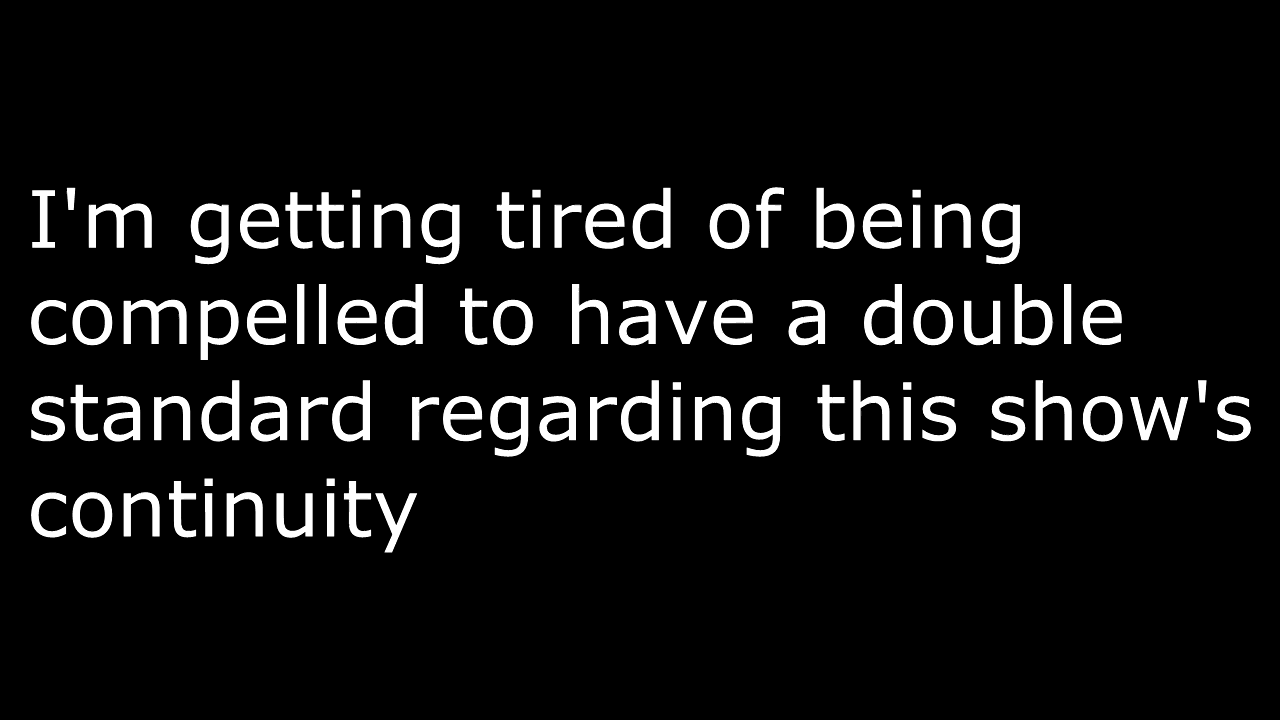 I'm getting tired of being
compelled to have a double
standard regarding this show's
continuity